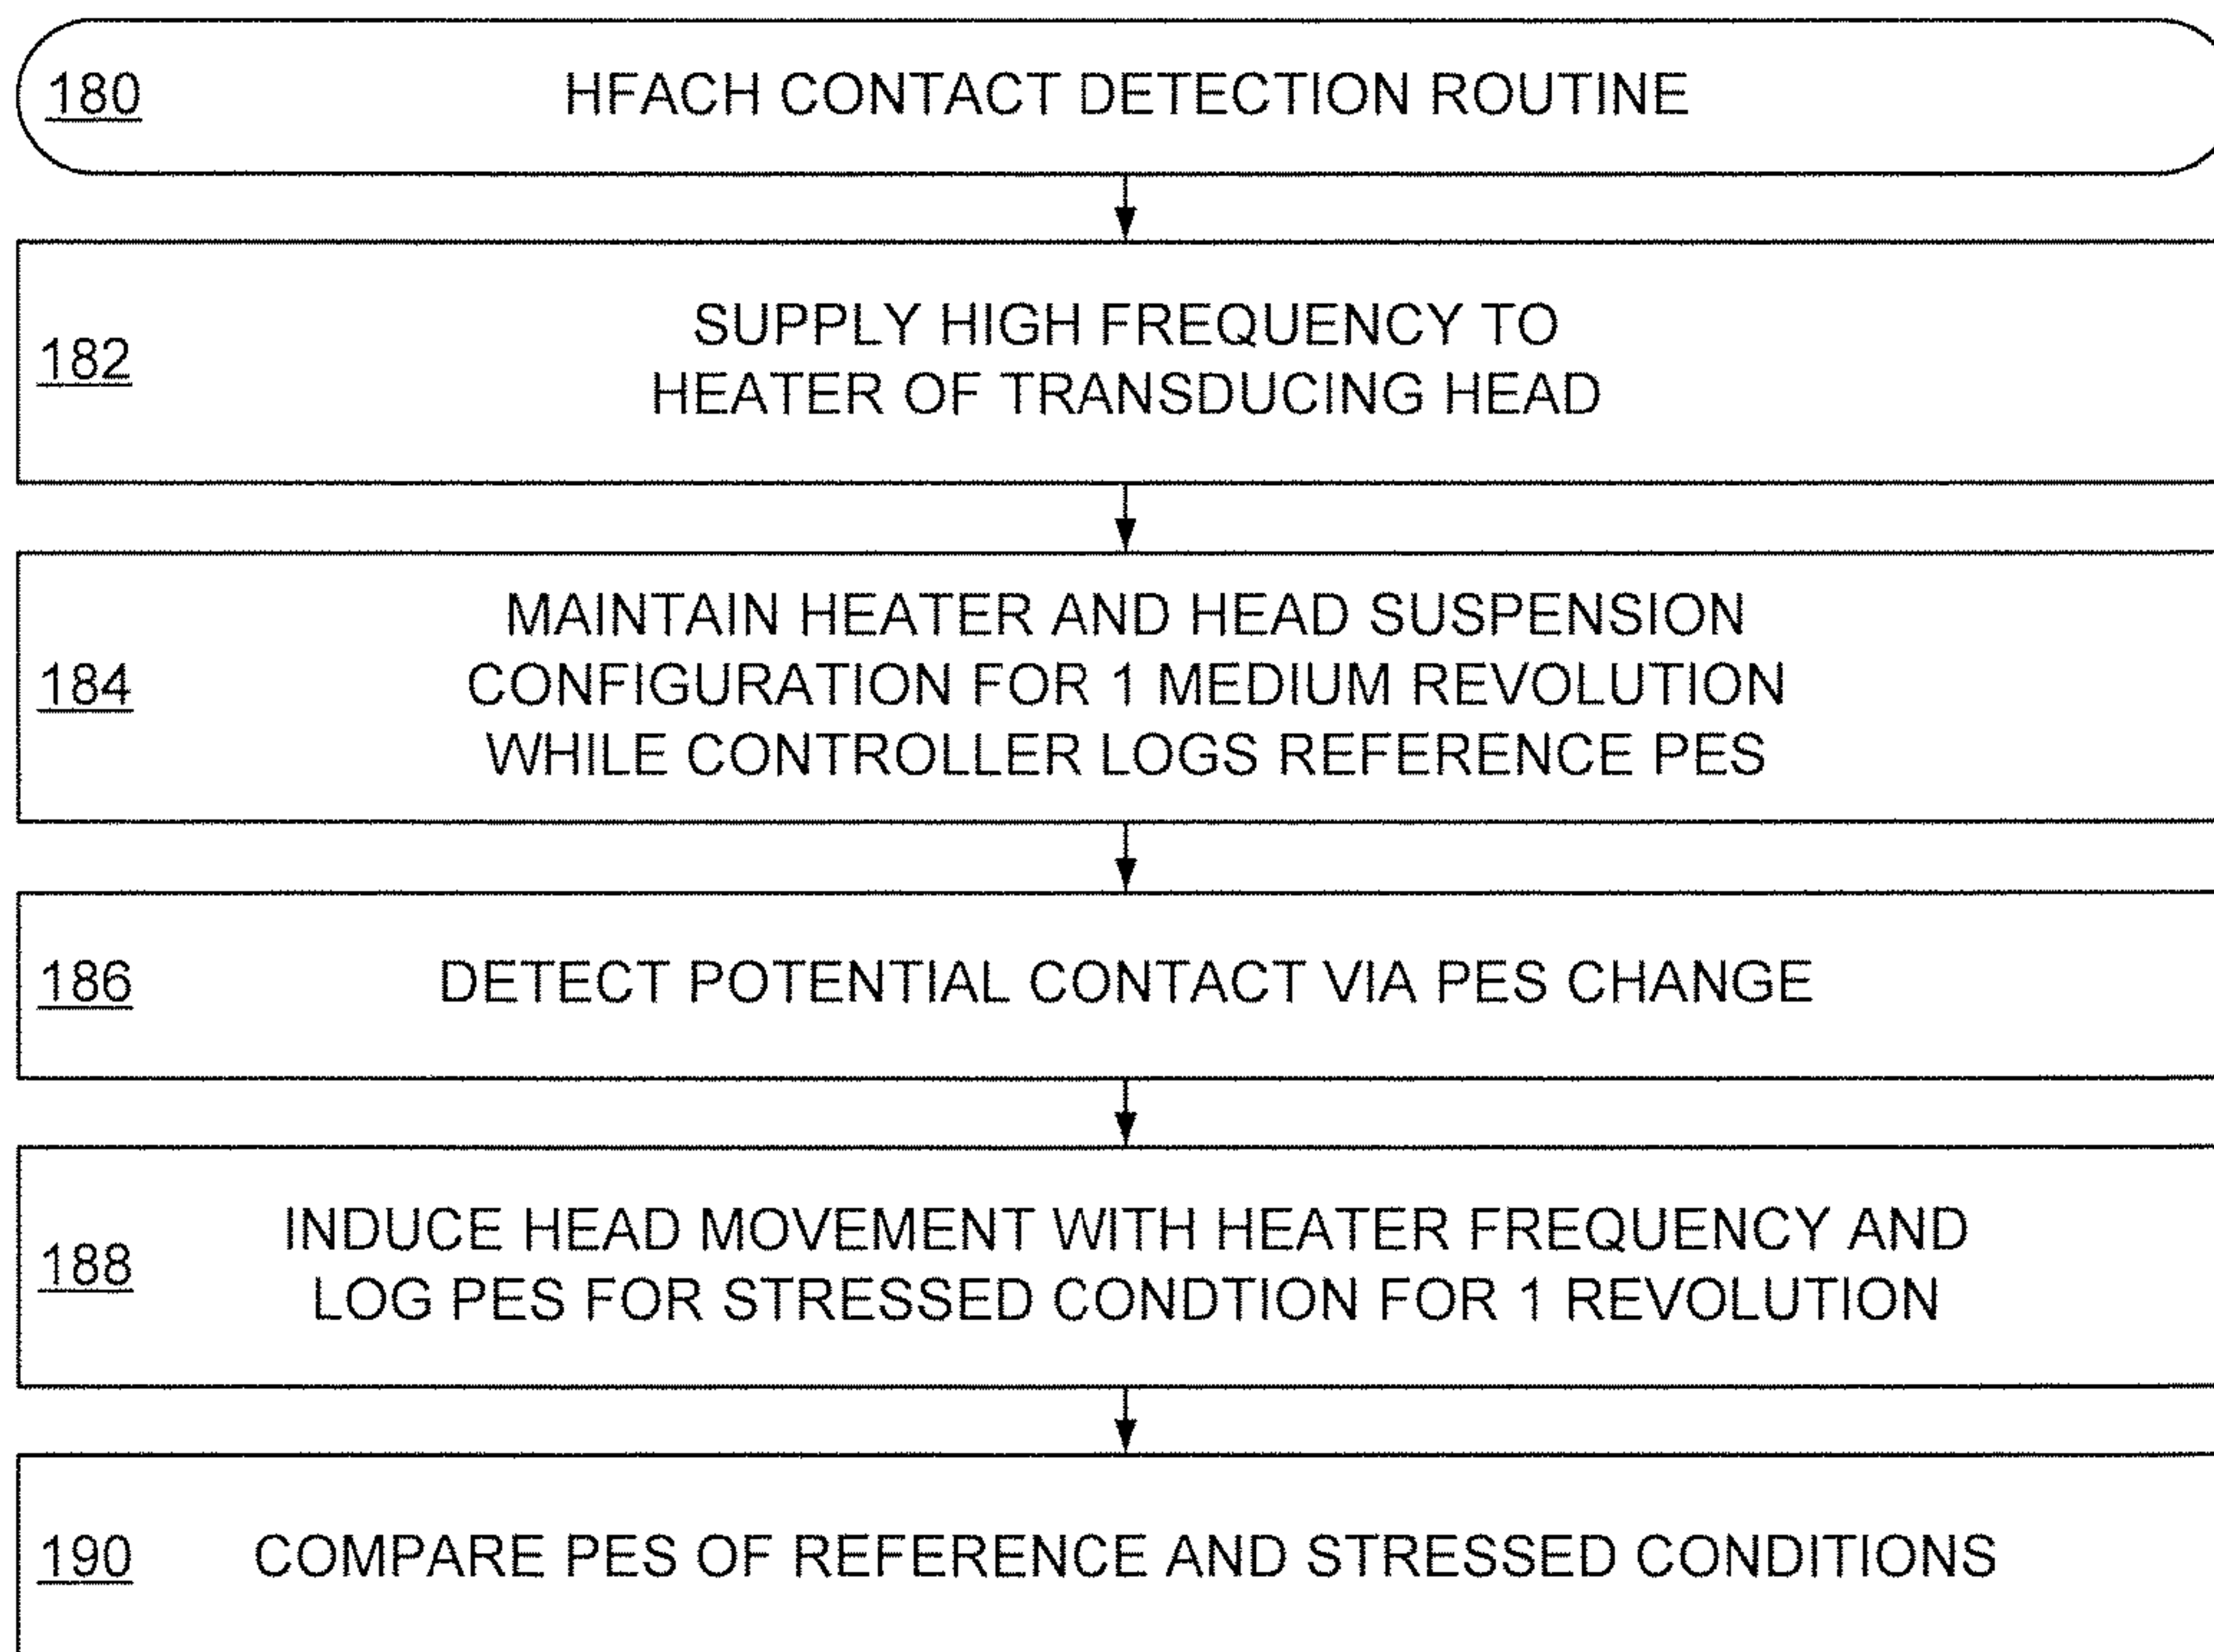 180 HFACH CONTACT DETECTION ROUTINE
SUPPLY HIGH FREQUENCY TO
182
HEATER OF TRANSDUCING HEAD
MAINTAIN HEATER AND HEAD SUSPENSION
184 CONFIGURATION FOR 1 MEDIUM REVOLUTION
WHILE CONTROLLER LOGS REFERENCE PES
186 DETECT POTENTIAL CONTACT VIA PES CHANGE
INDUCE HEAD MOVEMENT WITH HEATER FREQUENCY AND
188
LOG PES FOR STRESSED CONDTION FOR 1 REVOLUTION
190 COMPARE PES OF REFERENCE AND STRESSED CONDITIONS